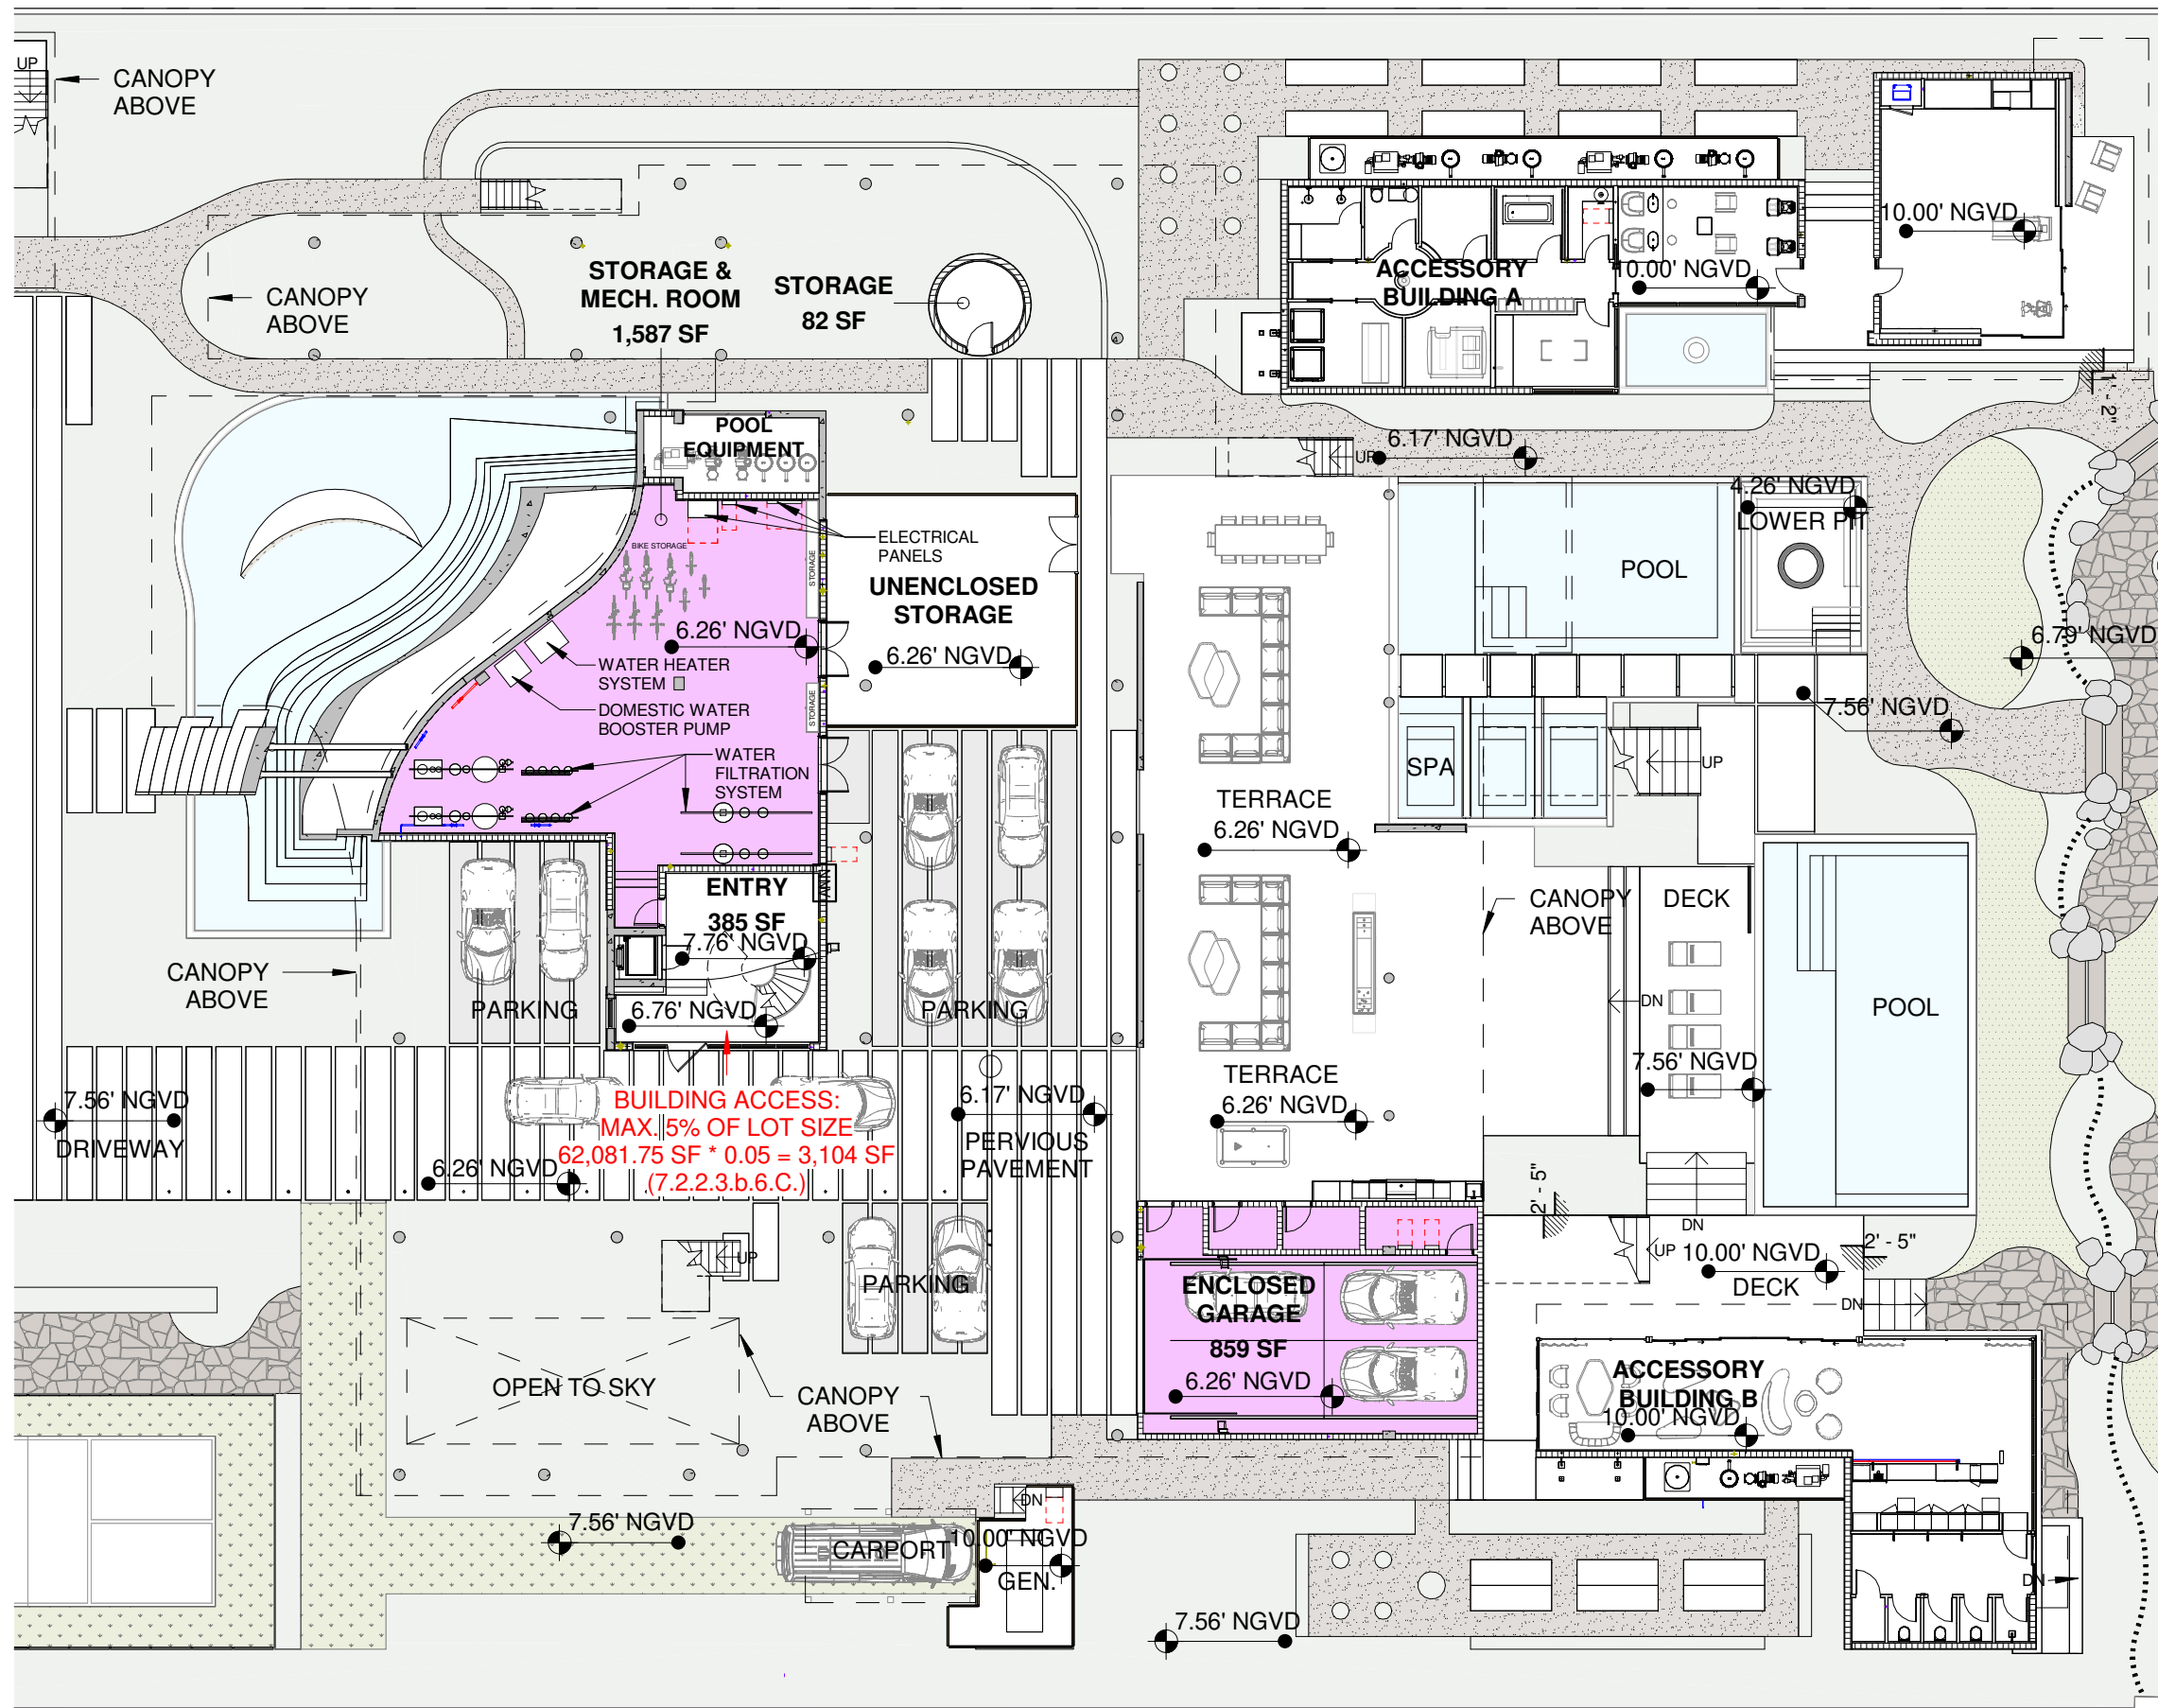 UP
CANOPY
ABOVE
CANOPY
ABOVE
STORAGE &
MECH. ROOM
1,587 SF
STORAGE
82 SF
ACCESSORY
BUILDING A
10.00' NGVD
10.00' NGVD
1' - 2"
POOL
EQUIPMENT
UP
6.17' NGVD
4.26' NGVD
LOWER PIT
POOL
ELECTRICAL
PANELS
BIKE STORAGE
STORAGE
UNENCLOSED
STORAGE
6.26' NGVD
6.26' NGVD
WATER HEATER
SYSTEM
STORAGE
DOMESTIC WATER
BOOSTER PUMP
WATER
FILTRATION
SYSTEM
6.79' NGVD
7.56' NGVD
SPA
UP
TERRACE
6.26' NGVD
ENTRY
385 SF
7.76' NGVD
6.76' NGVD
CANOPY
ABOVE
DECK
CANOPY
ABOVE
DN
POOL
PARKING
PARKING
7.56' NGVD
7.56' NGVD
DRIVEWAY
BUILDING ACCESS:
MAX. 5% OF LOT SIZE
62,081.75 SF * 0.05 = 3,104 SF
(7.2.2.3.b.6.C.)
6.26' NGVD
6.17' NGVD
PERVIOUS
PAVEMENT
TERRACE
6.26' NGVD
2' - 5"
DN
UP
10.00' NGVD
DECK
2' - 5"
DN
UP
PARKING
ENCLOSED
GARAGE
859 SF
6.26' NGVD
OPEN TO SKY
CANOPY
ABOVE
ACCESSORY
BUILDING B
10.00' NGVD
DN
7.56' NGVD
CARPORT
10.00' NGVD
GEN.
7.56' NGVD
DN